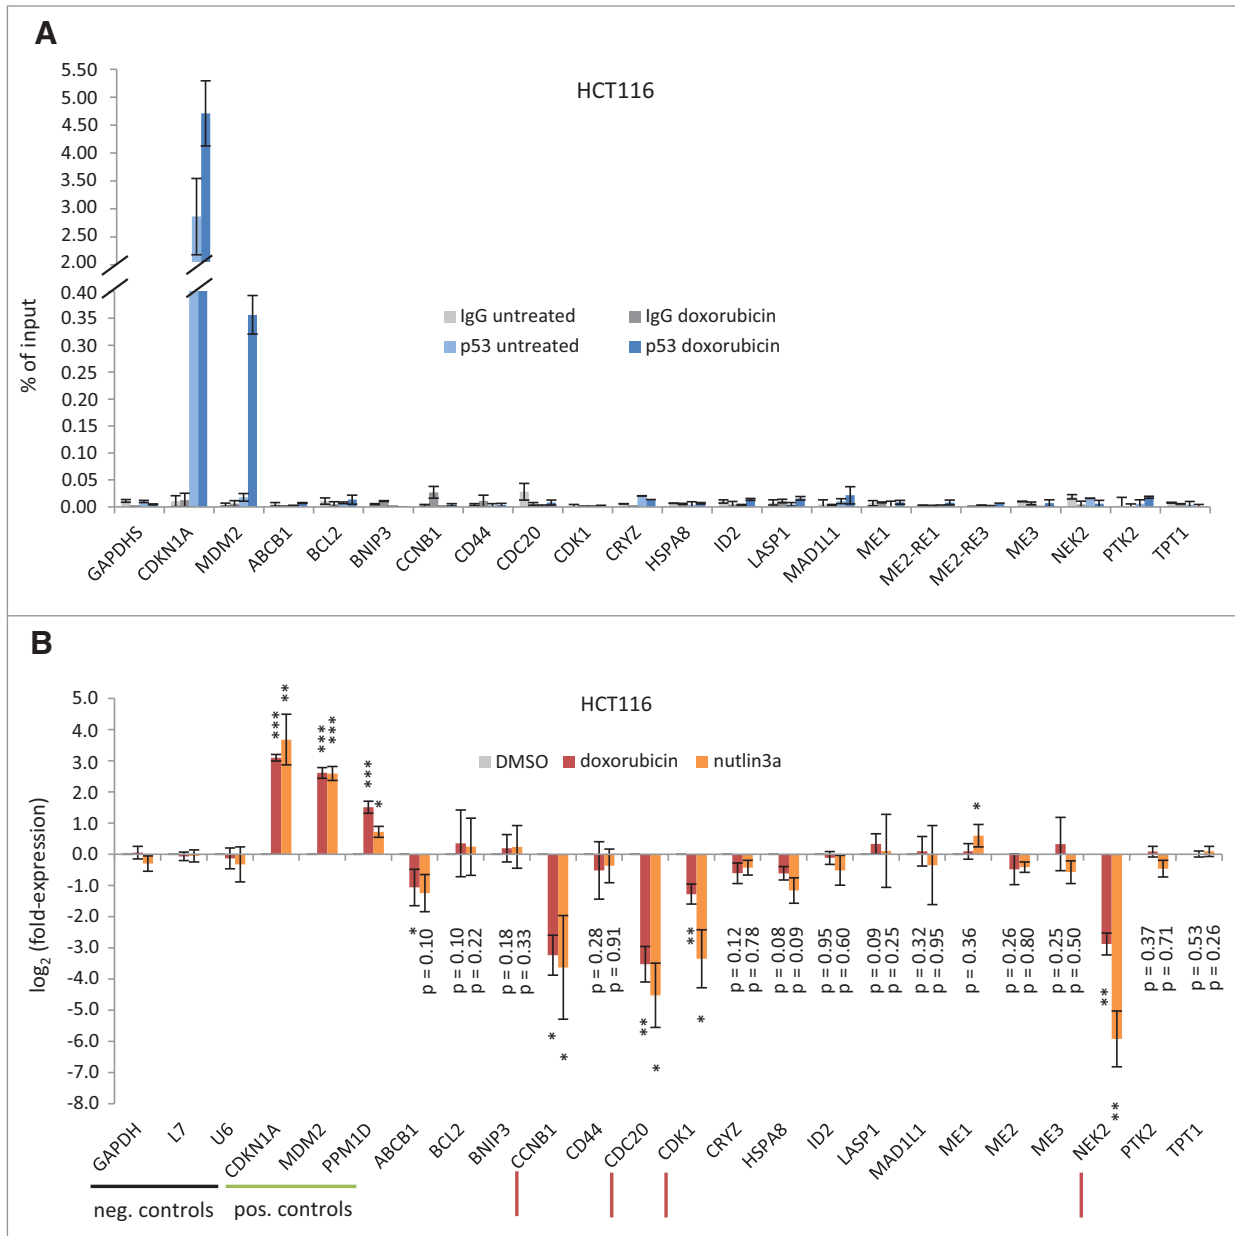 A
HCT116
% of input
5.50
5.00
4.50
4.00
3.50
3.00
2.50
2.00
0.40
0.35
0.30
0.25
0.20
0.15
0.10
0.05
0.00
IgG untreated
IgG doxorubicin
p53 untreated
p53 doxorubicin
GAPDHS
CDKN1A
MDM2
ABCB1
BCL2
BNIP3
CCNB1
CD44
CDC20
CDK1
CRYZ
HSPA8
ID2
LASP1
MAD1L1
ME1
ME2-RE1
ME2-RE3
ME3
NEK2
PTK2
TPT1
B
HCT116
log2 (fold-expression)
5.0
4.0
3.0
2.0
1.0
0.0
-1.0
-2.0
-3.0
-4.0
-5.0
-6.0
-7.0
-8.0
DMSO
doxorubicin
nutlin3a
***
**
***
***
***
*
*
p = 0.10
p = 0.10
p = 0.22
p = 0.18
p = 0.33
*
*
p = 0.28
p = 0.91
**
*
**
*
p = 0.12
p = 0.78
p = 0.08
p = 0.09
p = 0.95
p = 0.60
p = 0.09
p = 0.25
p = 0.32
p = 0.95
p = 0.36
*
p = 0.26
p = 0.80
p = 0.25
p = 0.50
**
**
p = 0.37
p = 0.71
p = 0.53
p = 0.26
GAPDH
L7
U6
CDKN1A
MDM2
PPM1D
ABCB1
BCL2
BNIP3
CCNB1
CD44
CDC20
CDK1
CRYZ
HSPA8
ID2
LASP1
MAD1L1
ME1
ME2
ME3
NEK2
PTK2
TPT1
neg. controls
pos. controls